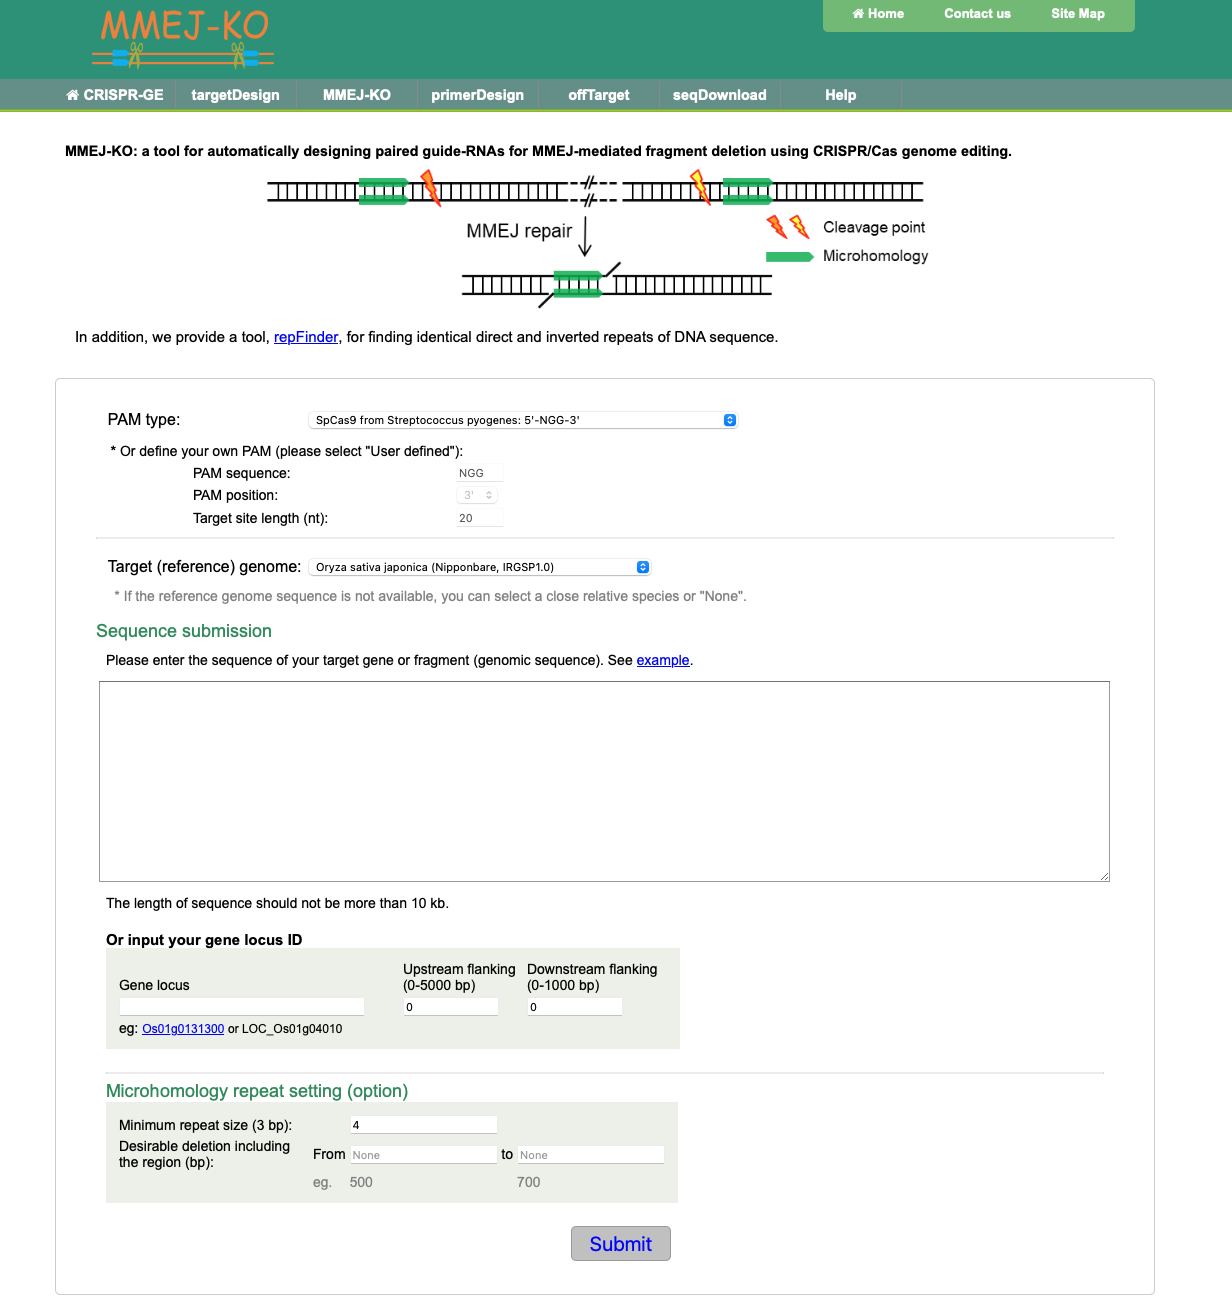 MMEJ-KO
Home Contact us Site Map
CRISPR-GE targetDesign MMEJ-KO primerDesign offTarget seqDownload Help
MMEJ-KO: a tool for automatically designing paired guide-RNAs for MMEJ-mediated fragment deletion using CRISPR/Cas genome editing.
MMEJ repair
Cleavage point
Microhomology
In addition, we provide a tool, repFinder, for finding identical direct and inverted repeats of DNA sequence.
PAM type: SpCas9 from Streptococcus pyogenes: 5'-NGG-3'
* Or define your own PAM (please select "User defined"):
PAM sequence: NGG
PAM position: 3'
Target site length (nt): 20
Target (reference) genome: Oryza sativa japonica (Nipponbare, IRGSP1.0)
* If the reference genome sequence is not available, you can select a close relative species or "None".
Sequence submission
Please enter the sequence of your target gene or fragment (genomic sequence). See example.
The length of sequence should not be more than 10 kb.
Or input your gene locus ID
Upstream flanking Downstream flanking
Gene locus (0-5000 bp) (0-1000 bp)
0 0
eg: Os01g0131300 or LOC_Os01g04010
Microhomology repeat setting (option)
Minimum repeat size (3 bp): 4
Desirable deletion including
the region (bp): From None to None
eg. 500 700
Submit